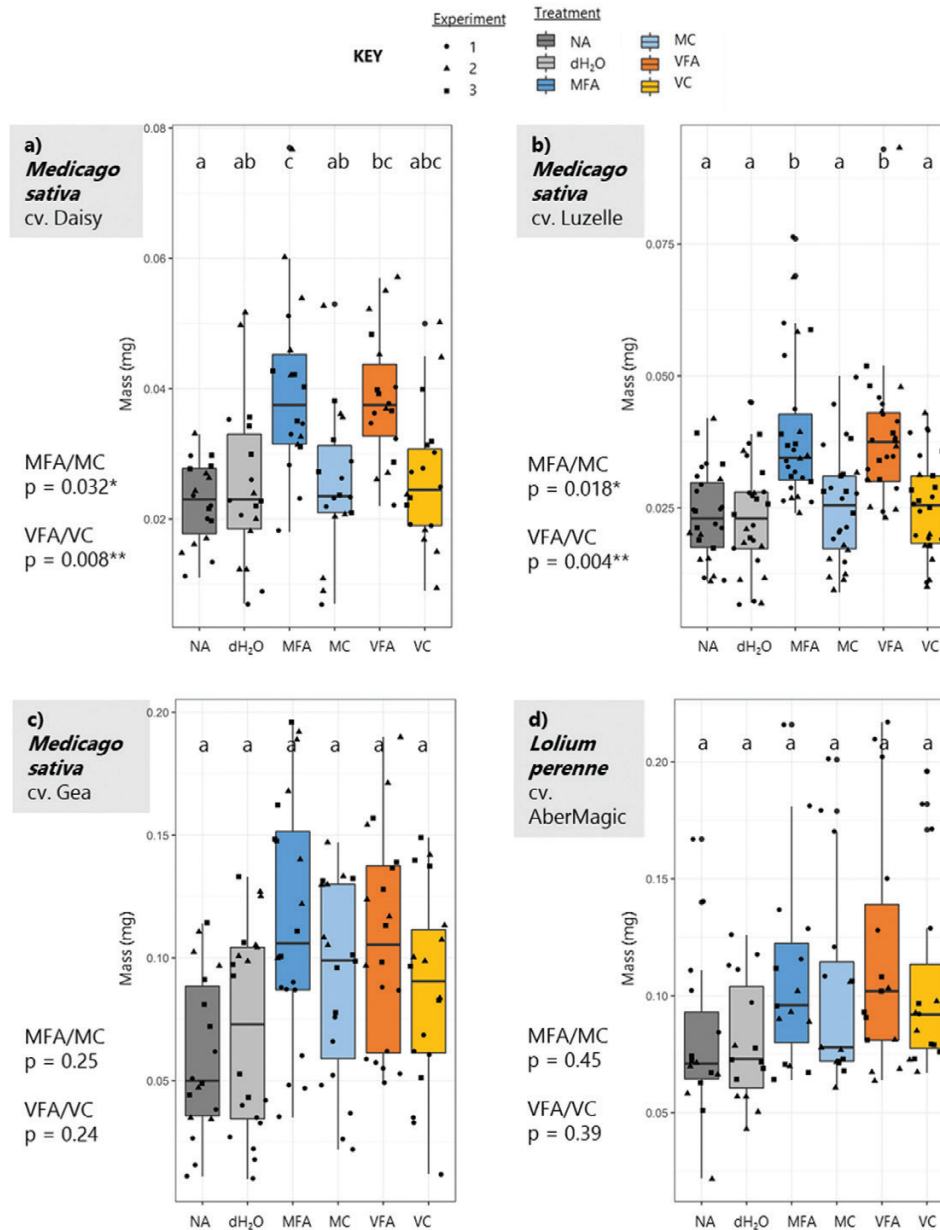 KEY
Experiment
1
2
3
Treatment
NA
dH₂O
MFA
MC
VFA
VC
a)
Medicago
sativa
cv. Daisy
MFA/MC
p = 0.032*
VFA/VC
p = 0.008**
Mass (mg)
0.08
0.06
0.04
0.02
a ab c ab bc abc
NA dH₂O MFA MC VFA VC
b)
Medicago
sativa
cv. Luzelle
MFA/MC
p = 0.018*
VFA/VC
p = 0.004**
Mass (mg)
0.075
0.050
0.025
a a b a b a
NA dH₂O MFA MC VFA VC
c)
Medicago
sativa
cv. Gea
MFA/MC
p = 0.25
VFA/VC
p = 0.24
Mass (mg)
0.20
0.15
0.10
0.05
a a a a a a
NA dH₂O MFA MC VFA VC
d)
Lolium
perenne
cv.
AberMagic
MFA/MC
p = 0.45
VFA/VC
p = 0.39
Mass (mg)
0.20
0.15
0.10
0.05
a a a a a a
NA dH₂O MFA MC VFA VC